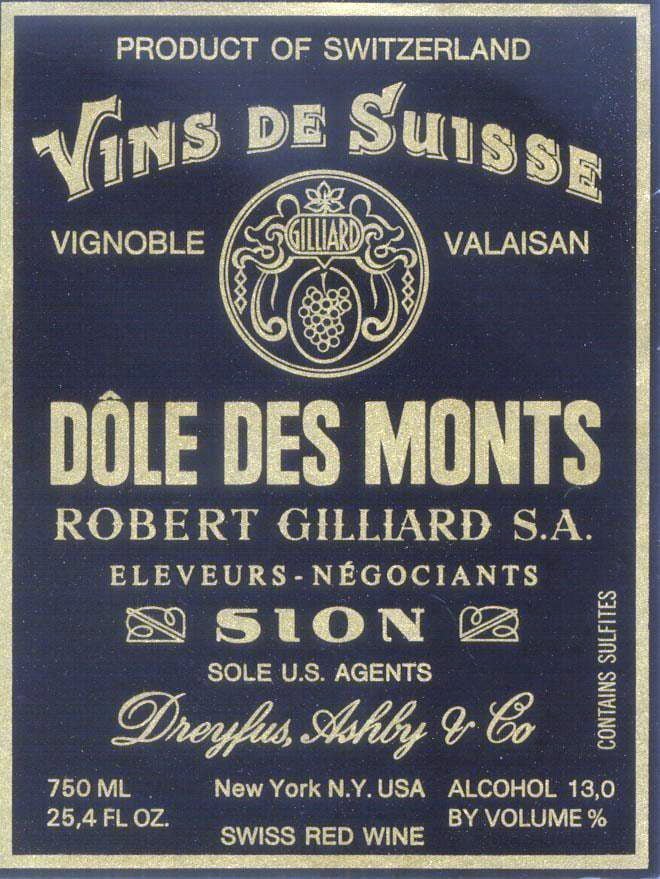 PRODUCT OF SWITZERLAND
VINS DE SUISSE
VIGNOBLE
GILLIARD
VALAISAN
DÔLE DES MONTS
ROBERT GILLIARD S.A.
ELEVEURS-NÉGOCIANTS
SION
SOLE U.S. AGENTS
Dreyfus, Ashby & Co
CONTAINS SULFITES
750 ML
New York N.Y. USA
ALCOHOL 13,0
25,4 FL OZ.
BY VOLUME %
SWISS RED WINE